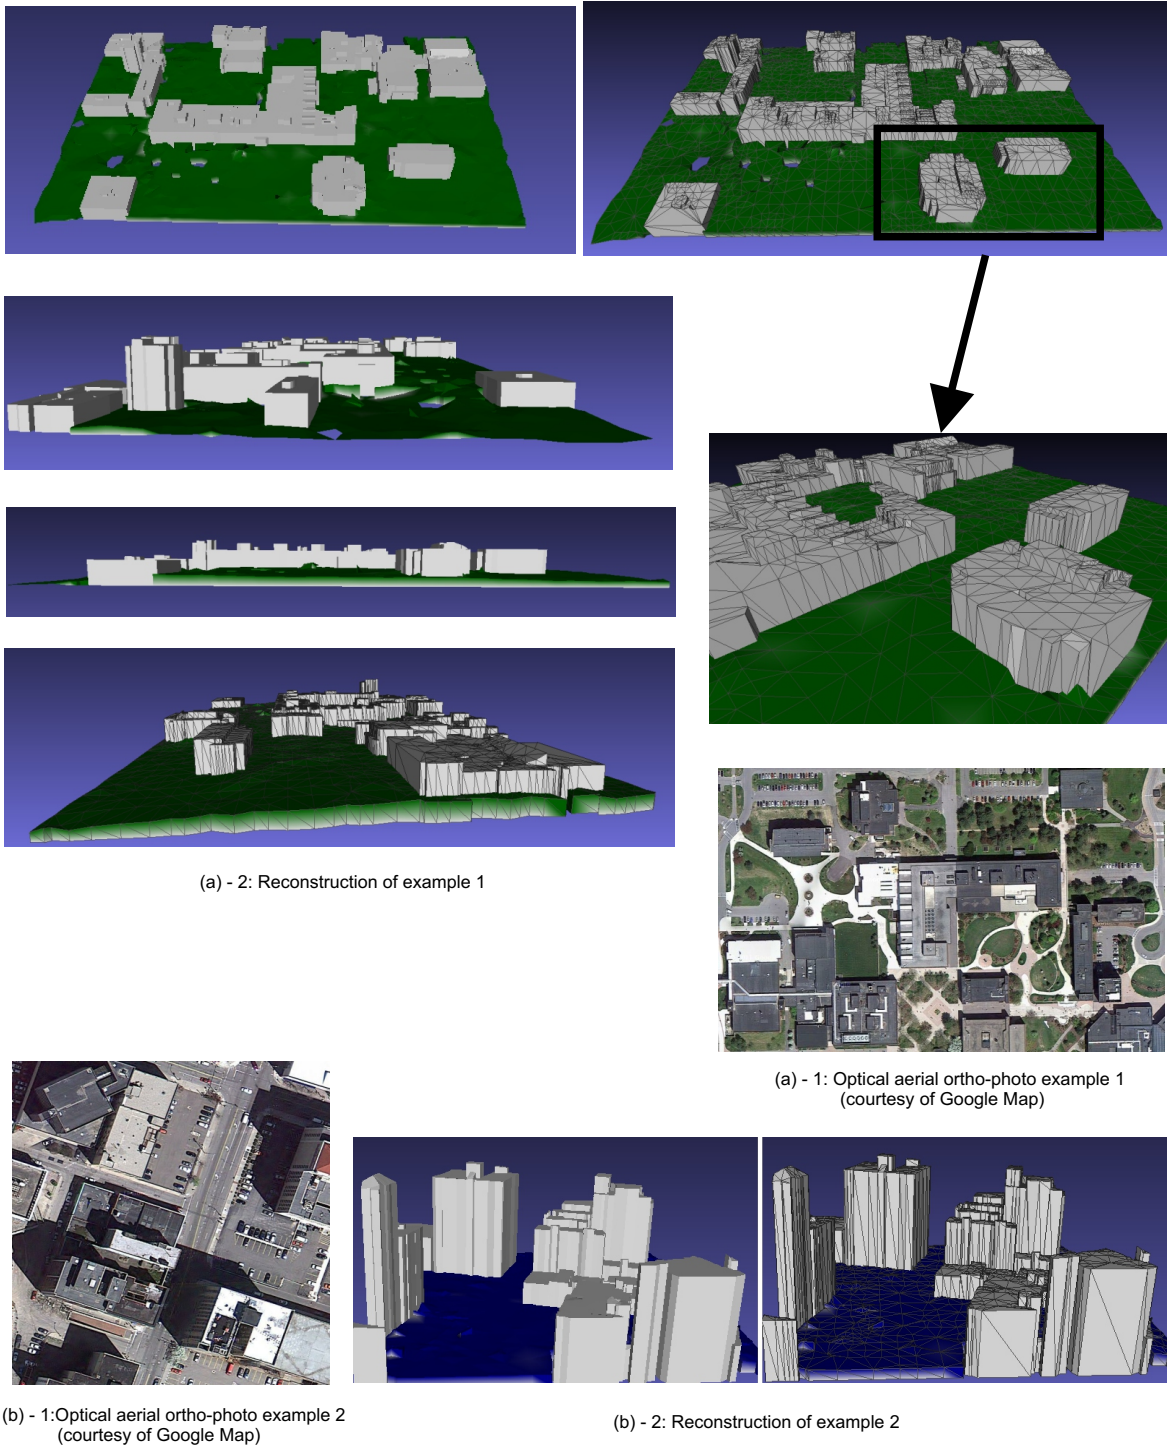 (a) - 2: Reconstruction of example 1
(a) - 1: Optical aerial ortho-photo example 1
(courtesy of Google Map)
(b) - 1:Optical aerial ortho-photo example 2
(courtesy of Google Map)
(b) - 2: Reconstruction of example 2